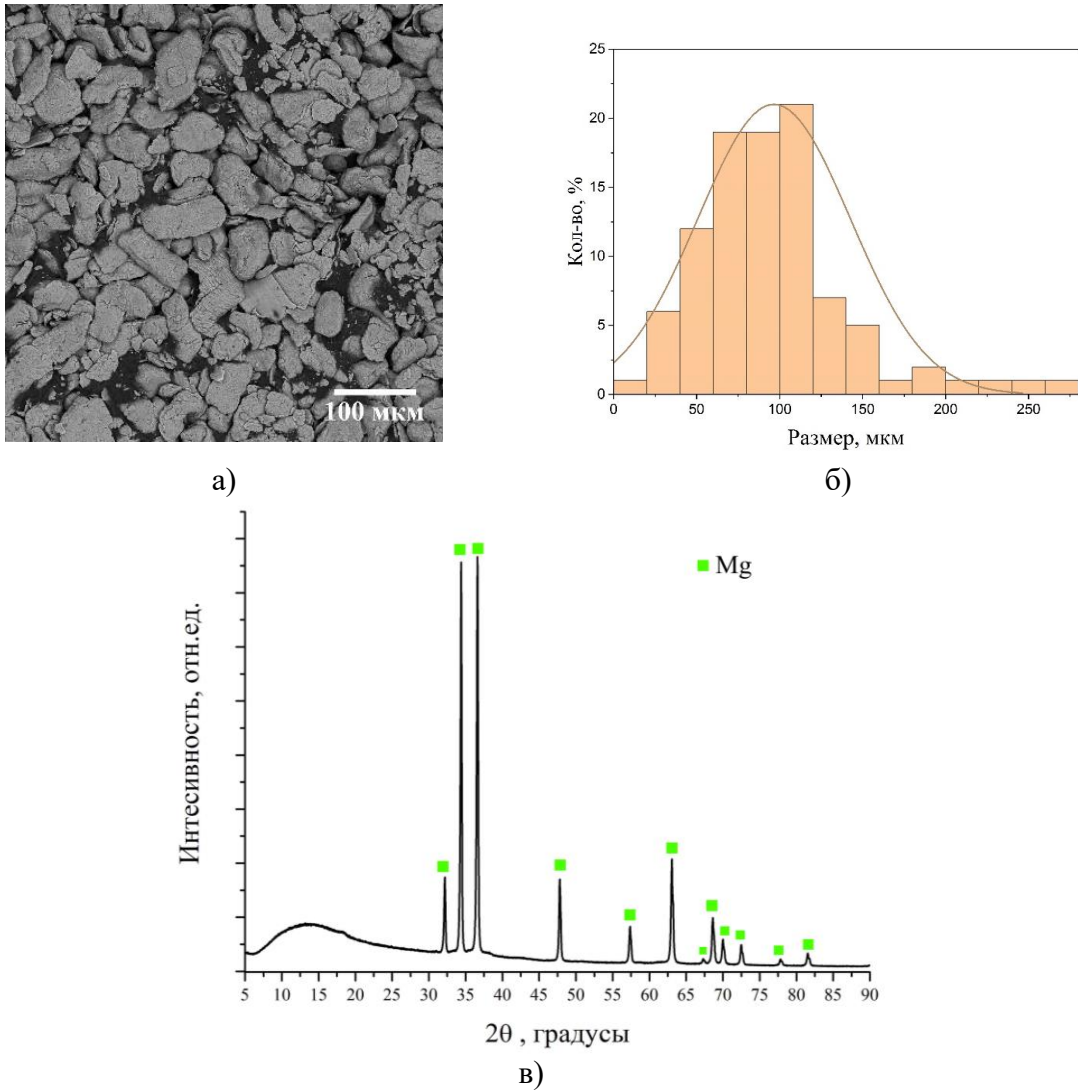 100 мкм
Кол-во, %
25
20
15
10
5
0
0 50 100 150 200 250
Размер, мкм
а) б)
Интесивность, отн.ед.
Mg
5 10 15 20 25 30 35 40 45 50 55 60 65 70 75 80 85 90
2θ , градусы
в)